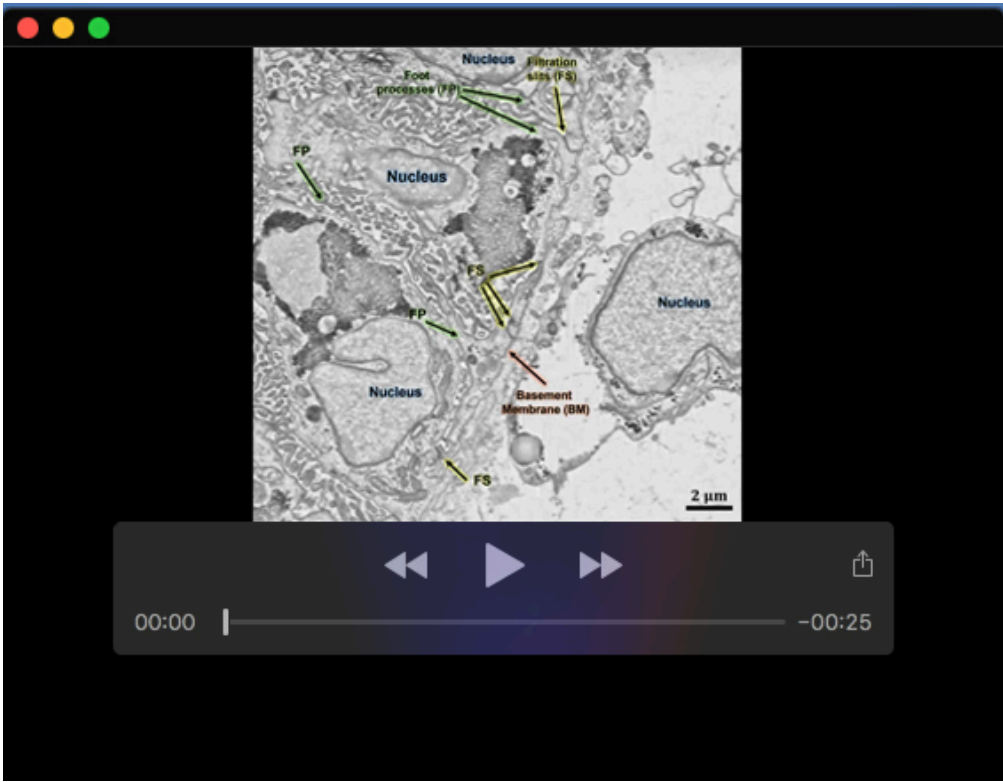 Nucleus
Filtration
slits (FS)
Foot
processes (FP)
FP
Nucleus
FS
Nucleus
FP
Nucleus
Basement
Membrane (BM)
FS
2 μm
00:00
-00:25